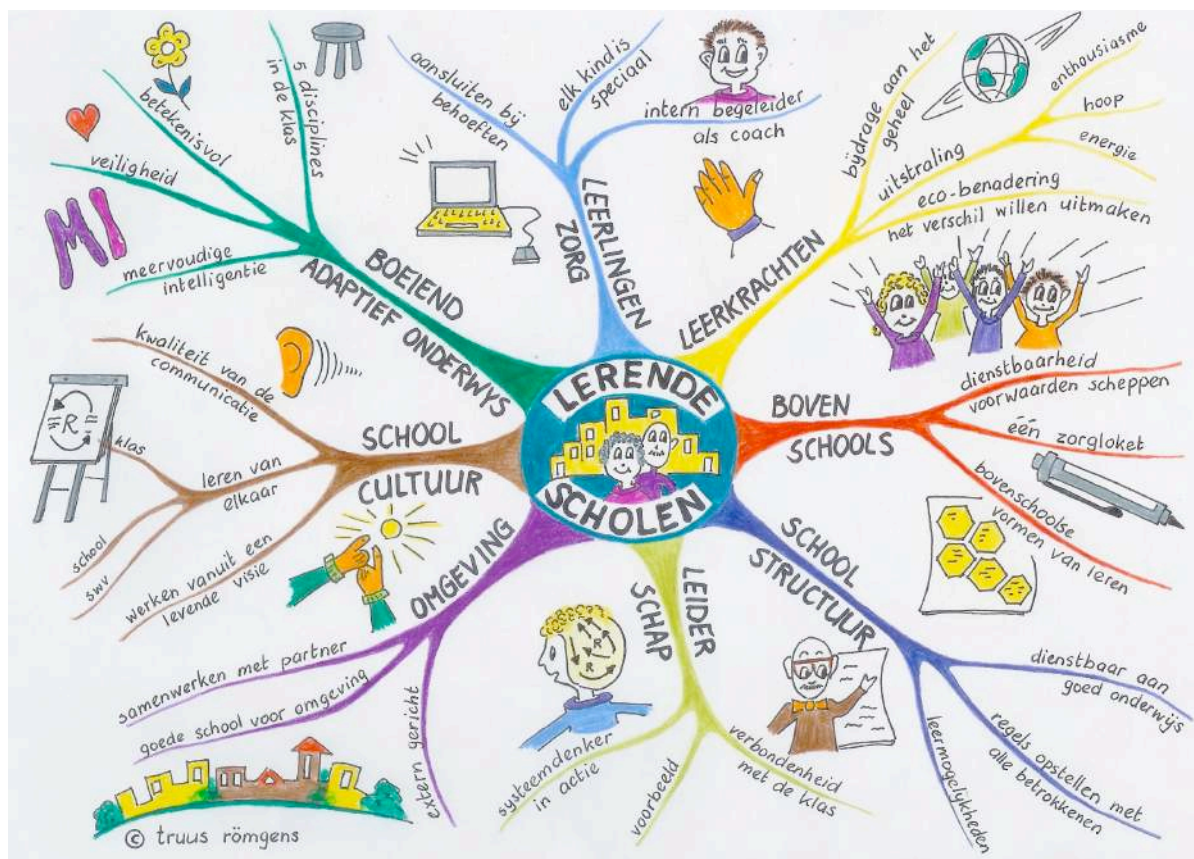 LERENDE
SCHOLEN
LEERLINGEN
ZORG
aansluiten bij
behoeften
elk kind is
speciaal
intern begeleider
als coach
LEERKRACHTEN
bijdrage aan het
geheel
uitstraling
enthousiasme
hoop
energie
eco-benadering
het verschil willen uitmaken
BOVEN
SCHOOLS
dienstbaarheid
voorwaarden scheppen
één zorgloket
bovenschoolse
vormen van leren
SCHOOL
STRUCTUUR
dienstbaar aan
goed onderwijs
regels opstellen met
alle betrokkenen
leermogelijkheden
LEIDER
SCHAP
verbondenheid
met de klas
voorbeeld
systeemdenker
in actie
R
R
OMGEVING
extern gericht
goede school voor omgeving
samenwerken met partner
SCHOOL
CULTUUR
kwaliteit van de
communicatie
leren van
elkaar
klas
school
swv
werken vanuit een
levende visie
R
BOEIEND
ADAPTIEF ONDERWYS
5 disciplines
in de klas
betekenisvol
veiligheid
meervoudige
intelligentie
MI
© truus römgens